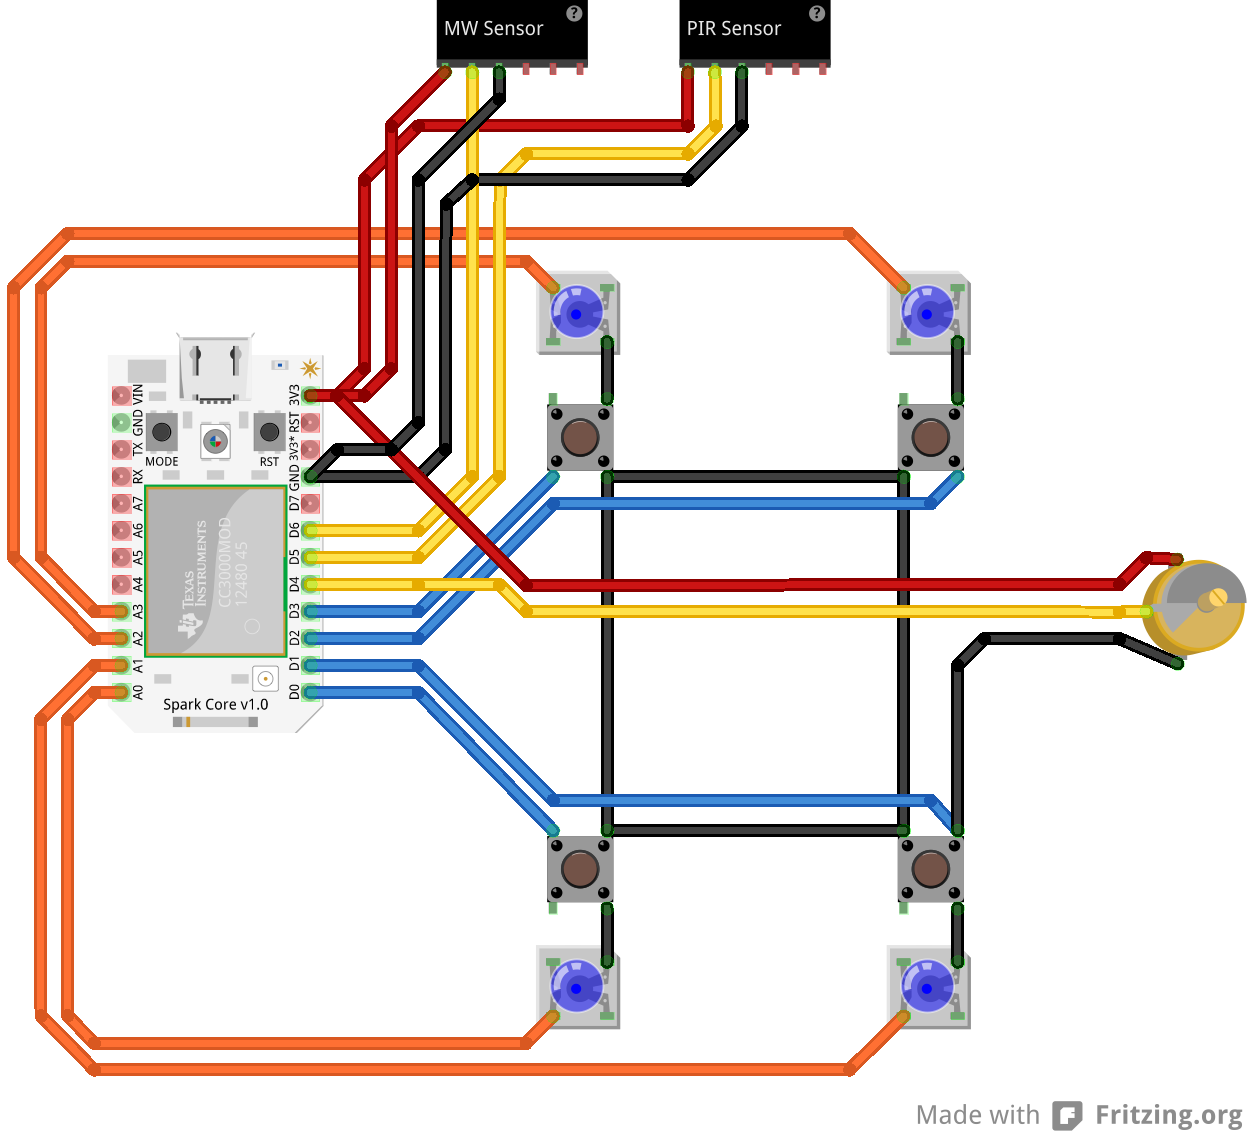 MW Sensor
?
PIR Sensor
?
VIN
GND
TX
RX
A7
A6
A5
A4
A3
A2
A1
A0
3V3
RST
3V3*
GND
D7
D6
D5
D4
D3
D2
D1
D0
MODE
RST
TEXAS
INSTRUMENTS
CC3000MOD
12480 45
Spark Core v1.0
Made with Fritzing.org